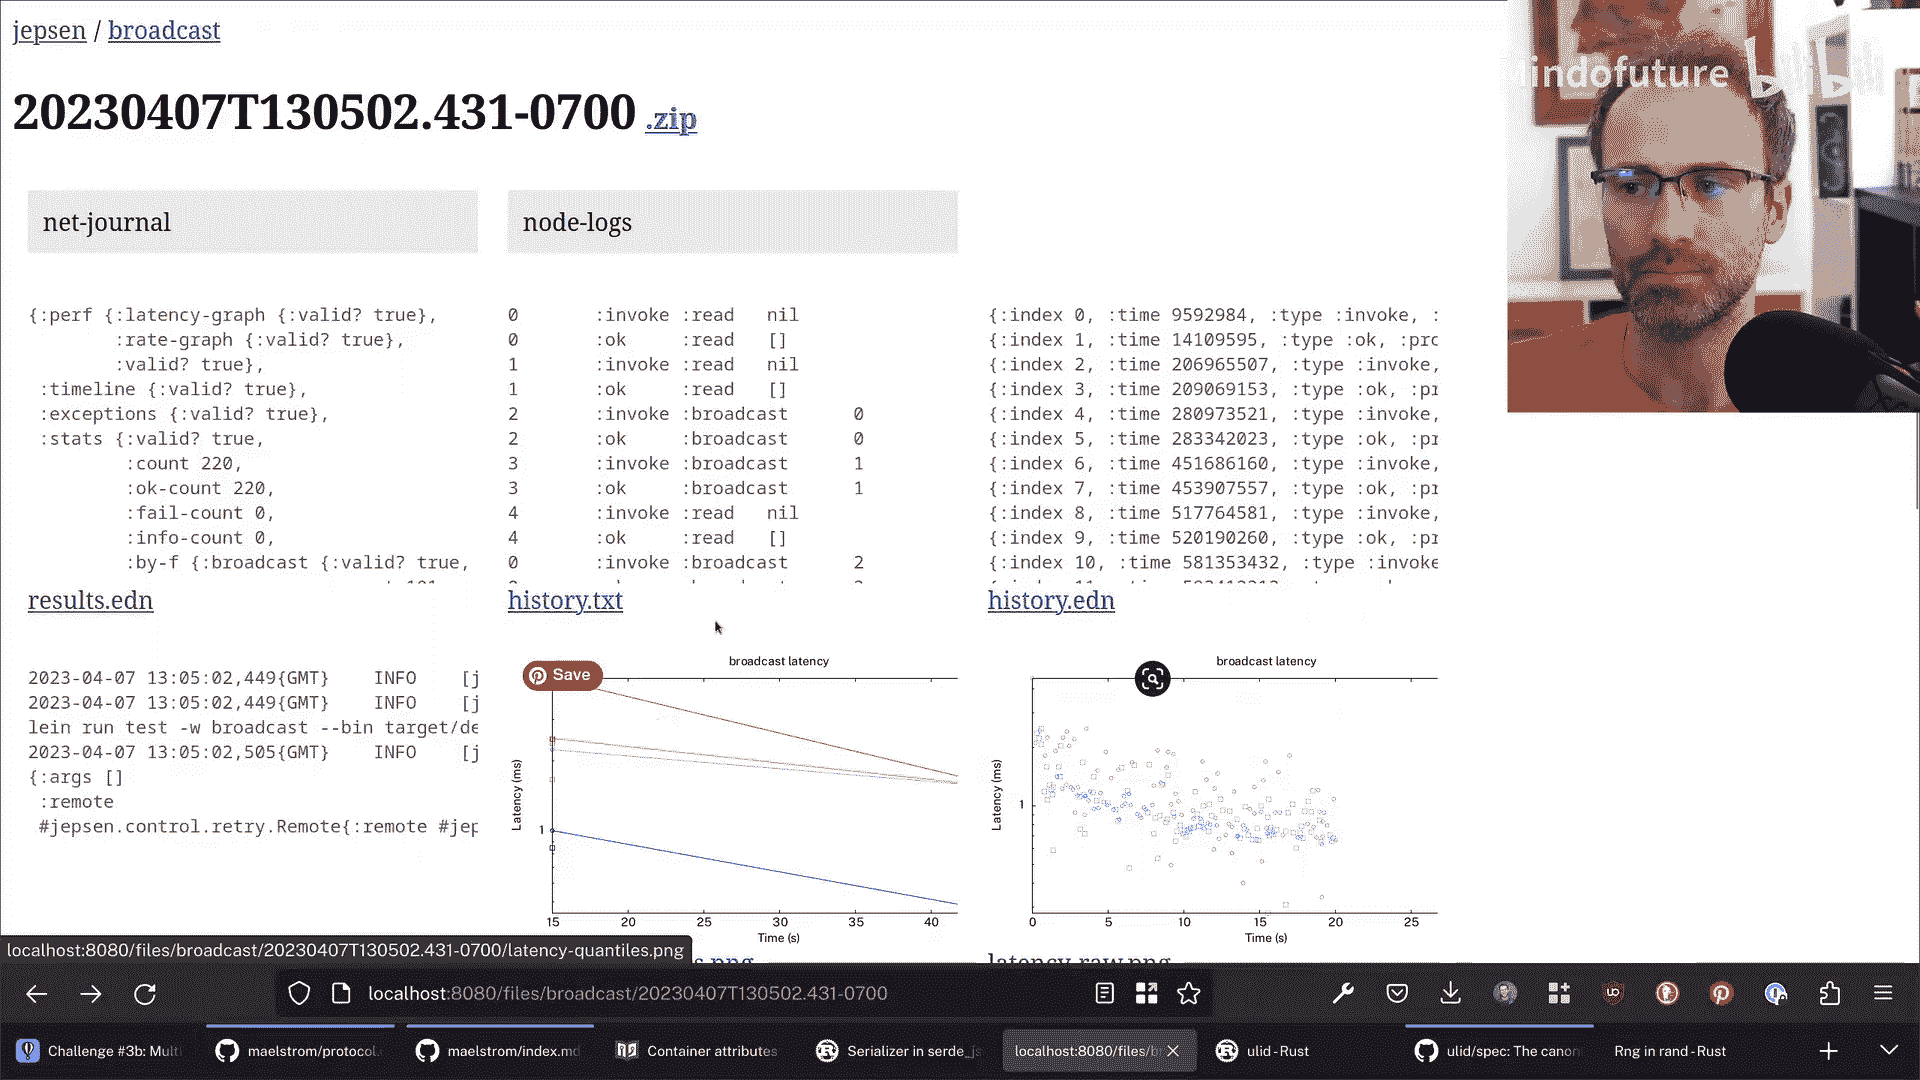 jepsen / broadcast
Mindofuture bilibili
20230407T130502.431-0700 .zip
net-journal
node-logs
{:perf {:latency-graph {:valid? true},
:rate-graph {:valid? true},
:valid? true},
:timeline {:valid? true},
:exceptions {:valid? true},
:stats {:valid? true,
:count 220,
:ok-count 220,
:fail-count 0,
:info-count 0,
:by-f {:broadcast {:valid? true,
results.edn
0 :invoke :read nil
0 :ok :read []
1 :invoke :read nil
1 :ok :read []
2 :invoke :broadcast 0
2 :ok :broadcast 0
3 :invoke :broadcast 1
3 :ok :broadcast 1
4 :invoke :read nil
4 :ok :read []
0 :invoke :broadcast 2
history.txt
{:index 0, :time 9592984, :type :invoke, :
{:index 1, :time 14109595, :type :ok, :pro
{:index 2, :time 206965507, :type :invoke,
{:index 3, :time 209069153, :type :ok, :pr
{:index 4, :time 280973521, :type :invoke,
{:index 5, :time 283342023, :type :ok, :pr
{:index 6, :time 451686160, :type :invoke,
{:index 7, :time 453907557, :type :ok, :pr
{:index 8, :time 517764581, :type :invoke,
{:index 9, :time 520190260, :type :ok, :pr
{:index 10, :time 581353432, :type :invoke
history.edn
2023-04-07 13:05:02,449{GMT} INFO [j
2023-04-07 13:05:02,449{GMT} INFO [j
lein run test -w broadcast --bin target/de
2023-04-07 13:05:02,505{GMT} INFO [j
{:args []
:remote
#jepsen.control.retry.Remote{:remote #jep
broadcast latency
Save
Latency (ms)
1
15 20 25 30 35 40
Time (s)
broadcast latency
Latency (ms)
1
0 5 10 15 20 25
Time (s)
s.png
latency-raw.png
localhost:8080/files/broadcast/20230407T130502.431-0700/latency-quantiles.png
localhost:8080/files/broadcast/20230407T130502.431-0700
Challenge #3b: Multi
maelstrom/protocol.
maelstrom/index.md
Container attributes
Serializer in serde_js
localhost:8080/files/b
ulid - Rust
ulid/spec: The canon
Rng in rand - Rust